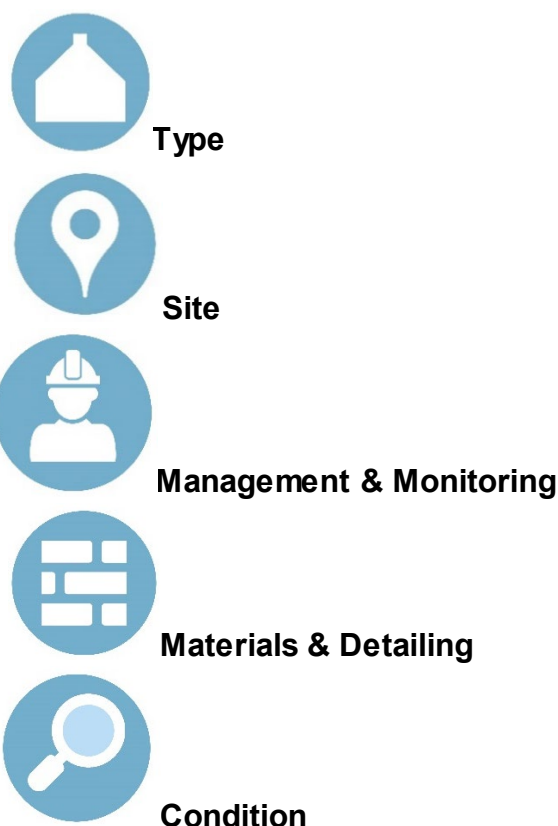 Type
Site
Management & Monitoring
Materials & Detailing
Condition